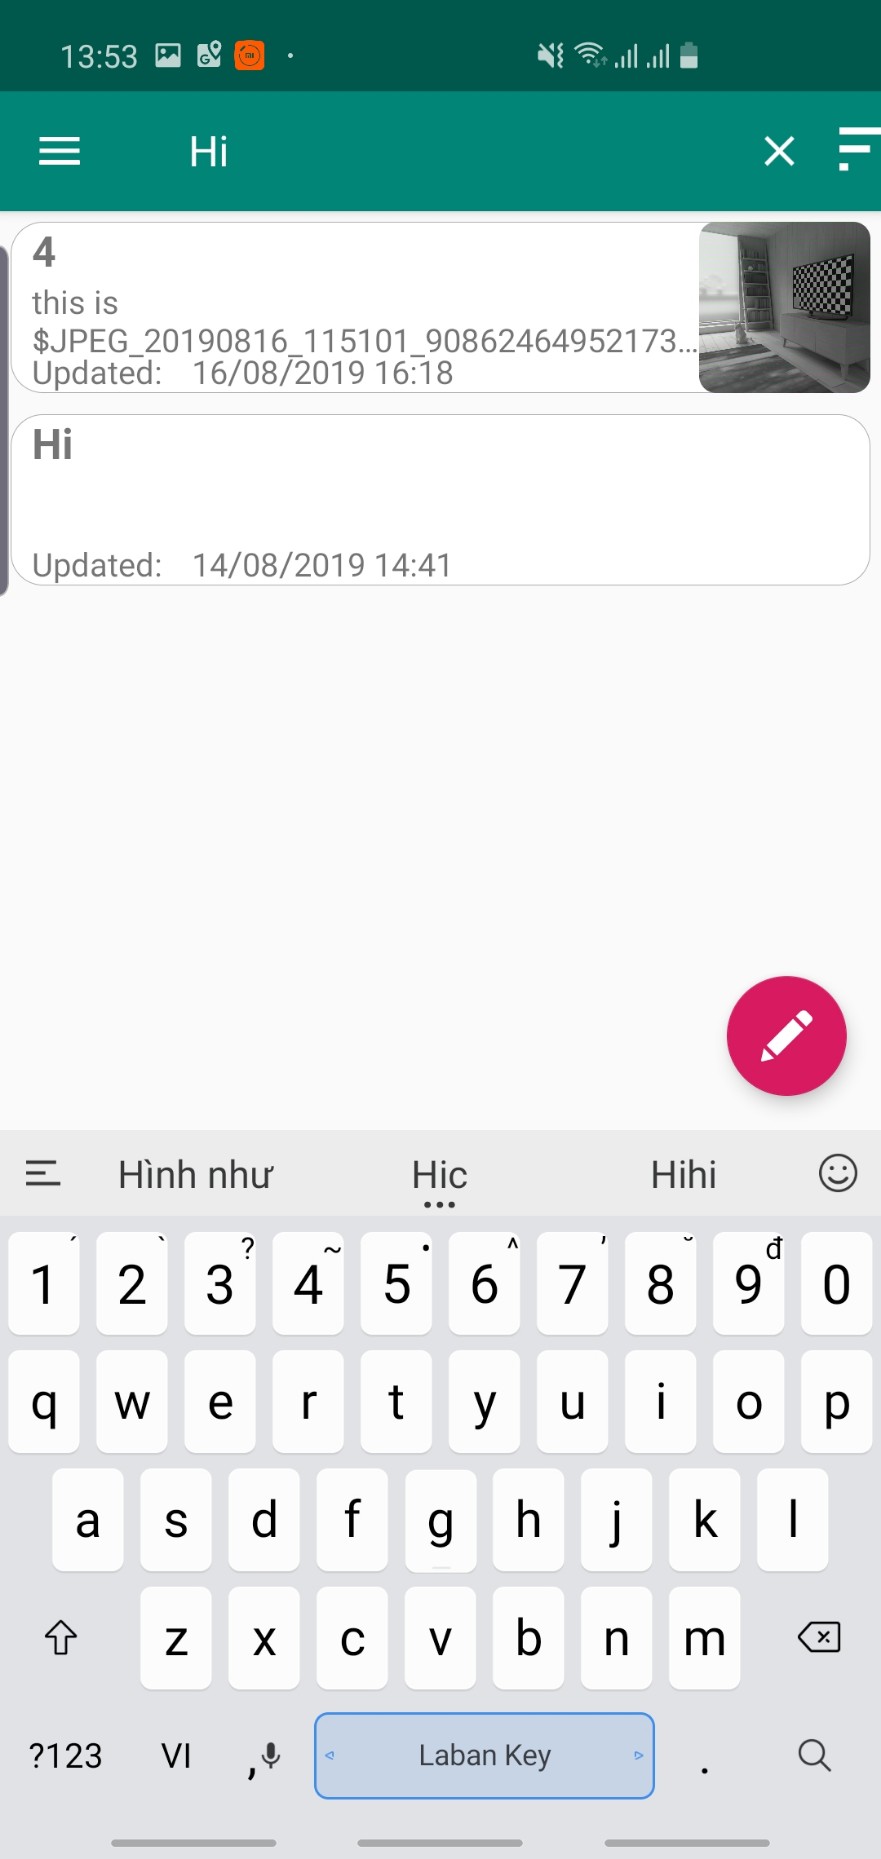 13:53
Hi
4
this is
$JPEG_20190816_115101_90862464952173...
Updated: 16/08/2019 16:18
Hi
Updated: 14/08/2019 14:41
Hình như Hic Hihi
1 2 3 4 5 6 7 8 9 0
q w e r t y u i o p
a s d f g h j k l
z x c v b n m
?123 VI , Laban Key .